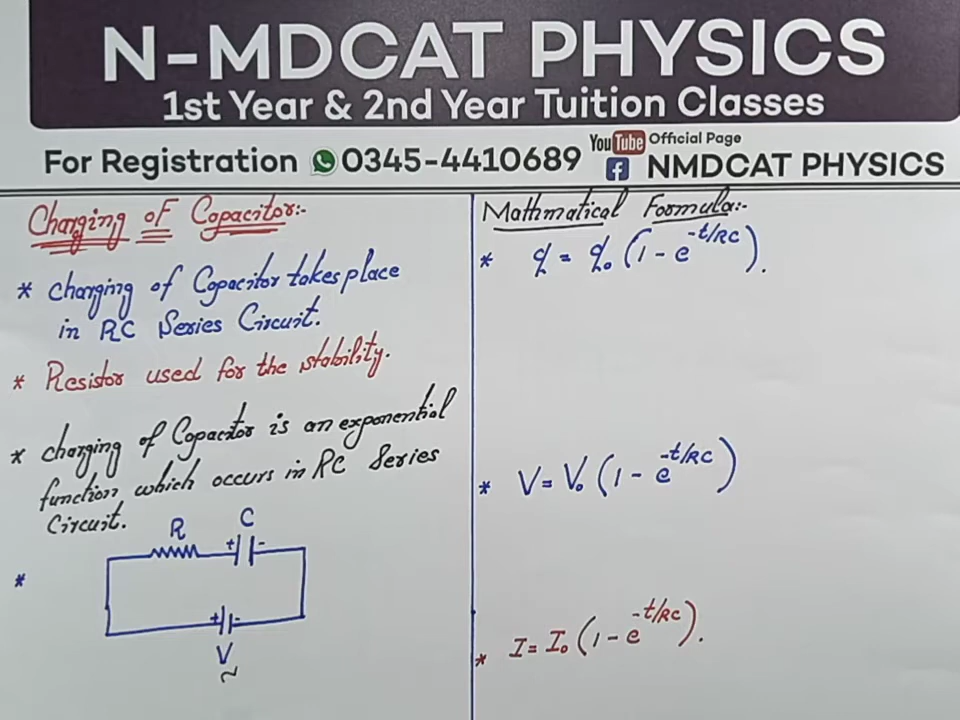 N-MDCAT PHYSICS
1st Year & 2nd Year Tuition Classes
For Registration 0345-4410689
YouTube Official Page
NMDCAT PHYSICS
Charging of Capacitor:-
* charging of Capacitor takes place
in RC Series Circuit.
* Resistor used for the stability.
* charging of Capacitor is an exponential
function which occurs in RC Series
Circuit.
*
R
C
+ -
+ -
V
~
Mathmatical Formula:-
* q = q₀ (1 - e^-t/RC).
* V = V₀ (1 - e^-t/RC)
* I = I₀ (1 - e^-t/RC).